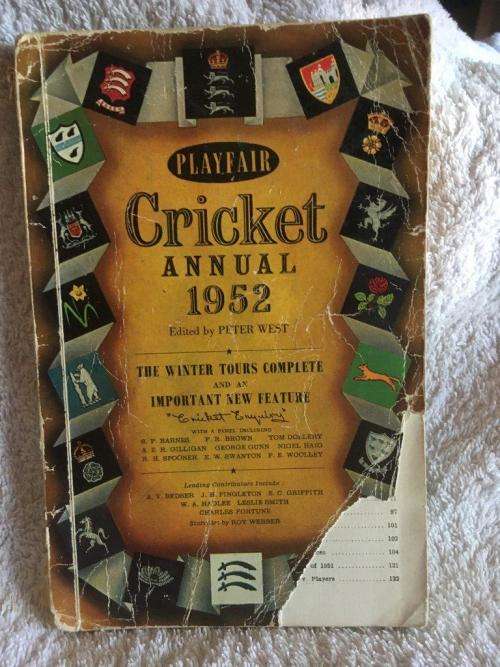 PLAYFAIR
Cricket
ANNUAL
1952
Edited by PETER WEST
THE WINTER TOURS COMPLETE
AND AN
IMPORTANT NEW FEATURE
"Cricket Enquiry"
WITH A PANEL INCLUDING
S. F. BARNES F. R. BROWN TOM DOLLERY
A. E. R. GILLIGAN GEORGE GUNN NIGEL HAIG
R. H. SPOONER E. W. SWANTON F. E. WOOLLEY
Leading Contributors Include:
A. V. BEDSER J. H. FINGLETON S. C. GRIFFITH
W. A. HADLEE LESLIE SMITH
CHARLES FORTUNE
Statistics by ROY WEBBER
97
101
103
104
of 1951 121
Players 133